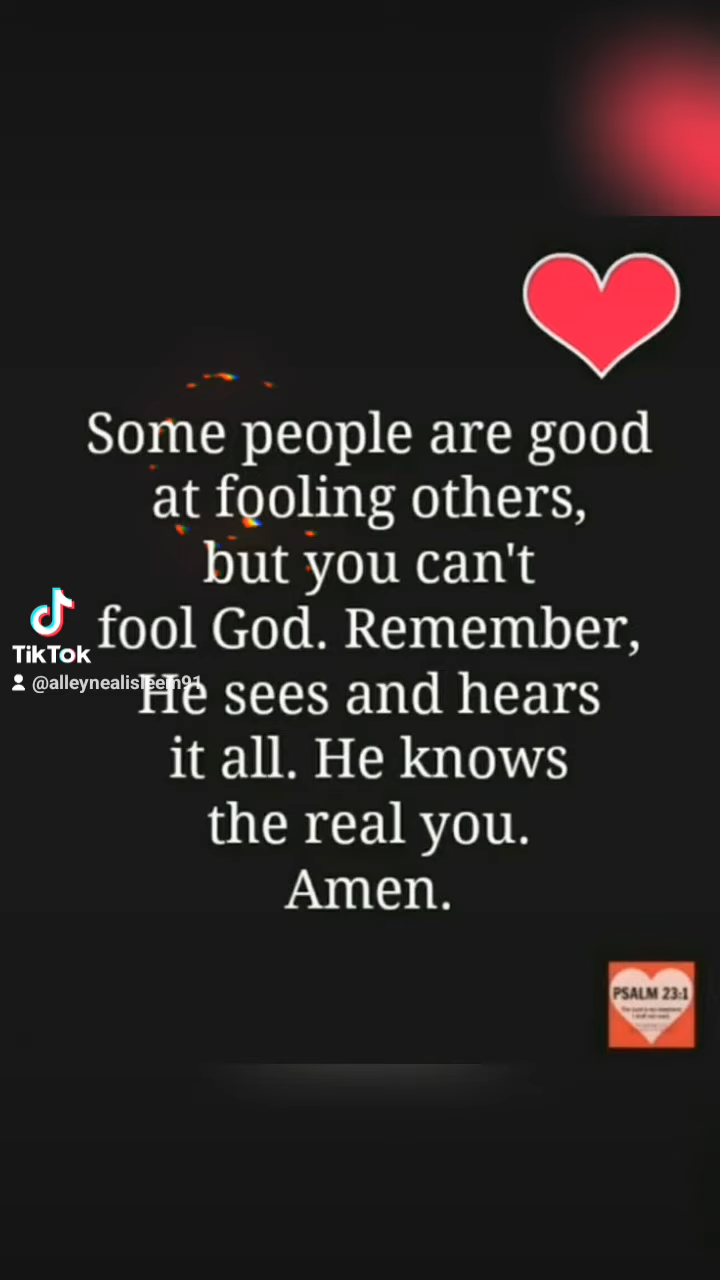 Some people are good
at fooling others,
but you can't
fool God. Remember,
He sees and hears
it all. He knows
the real you.
Amen.
TikTok
@alleynealisleem91
PSALM 23:1